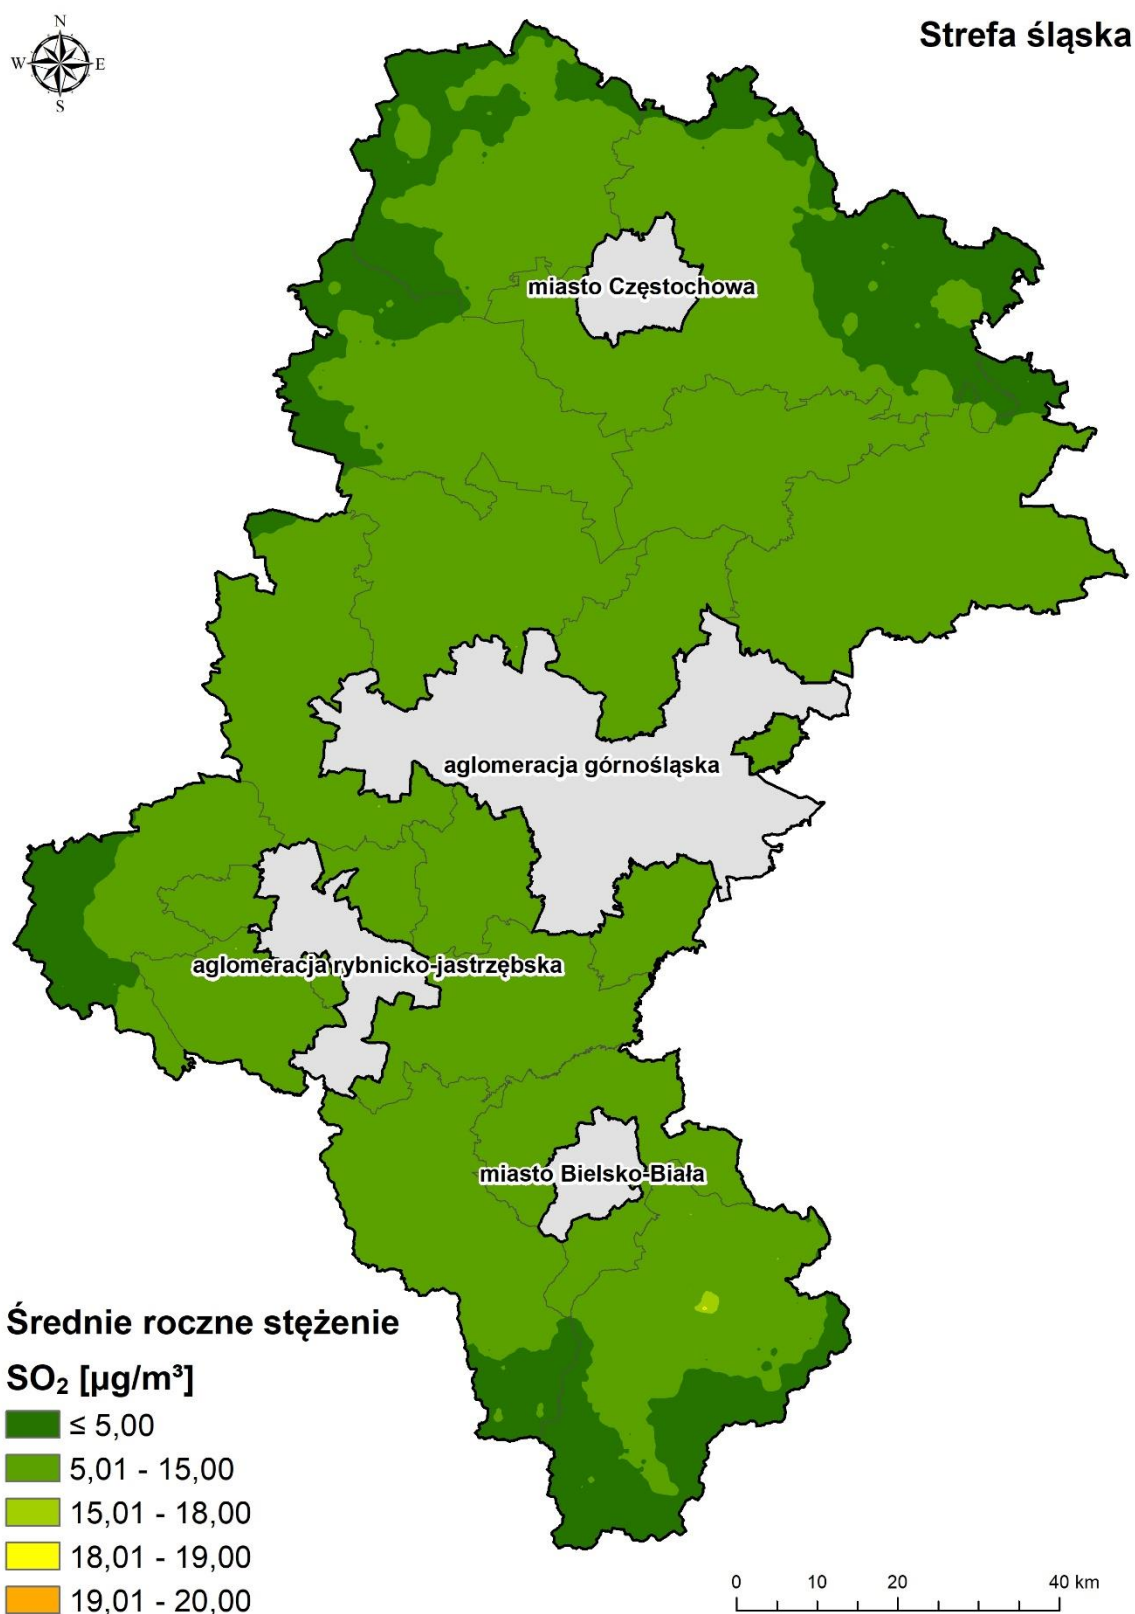 N
W E
S
Strefa śląska
miasto Częstochowa
aglomeracja górnośląska
aglomeracja rybnicko-jastrzębska
miasto Bielsko-Biała
Średnie roczne stężenie
SO₂ [µg/m³]
≤ 5,00
5,01 - 15,00
15,01 - 18,00
18,01 - 19,00
19,01 - 20,00
0 10 20 40 km